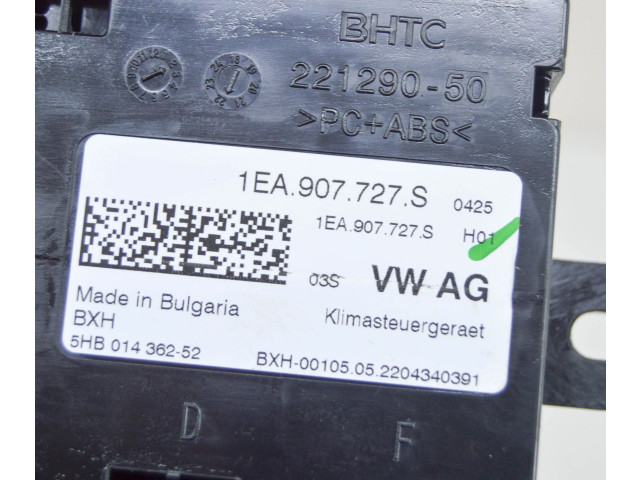 BHTC
221290-50
>PC+ABS<
1EA.907.727.S 0425
1EA.907.727.S H01
03S VW AG
Made in Bulgaria Klimasteuergeraet
BXH
5HB 014 362-52 BXH-00105.05.2204340391
D F